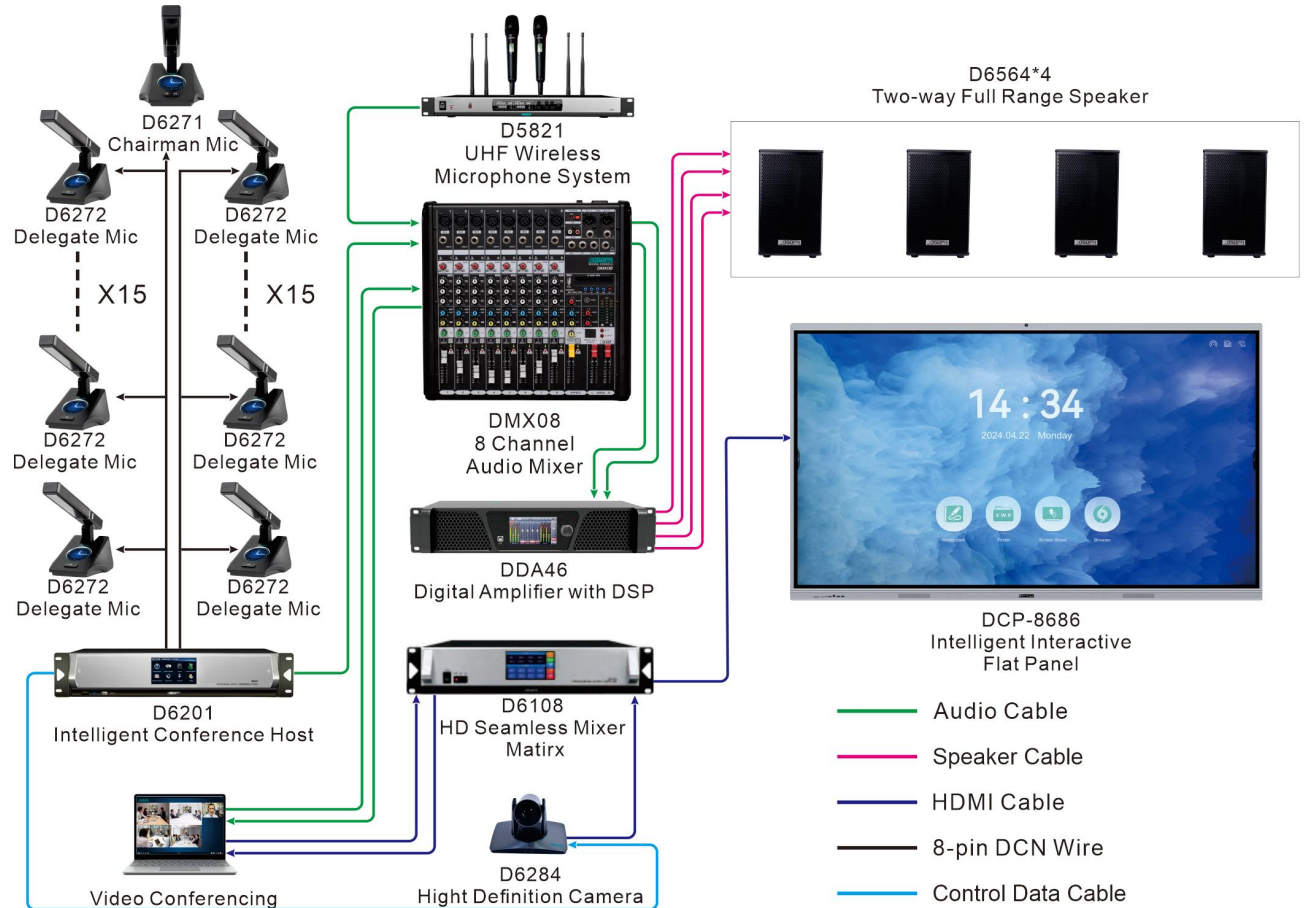 D6271
Chairman Mic
D6272
Delegate Mic
D6272
Delegate Mic
X15
X15
D6272
Delegate Mic
D6272
Delegate Mic
D6272
Delegate Mic
D6272
Delegate Mic
D6201
Intelligent Conference Host
Video Conferencing
D5821
UHF Wireless
Microphone System
DMX08
DMX08
8 Channel
Audio Mixer
DDA46
Digital Amplifier with DSP
D6108
HD Seamless Mixer
Matirx
D6284
Hight Definition Camera
D6564*4
Two-way Full Range Speaker
14 : 34
2024.04.22 Monday
Screen Share
Browser
DCP-8686
Intelligent Interactive
Flat Panel
Audio Cable
Speaker Cable
HDMI Cable
8-pin DCN Wire
Control Data Cable